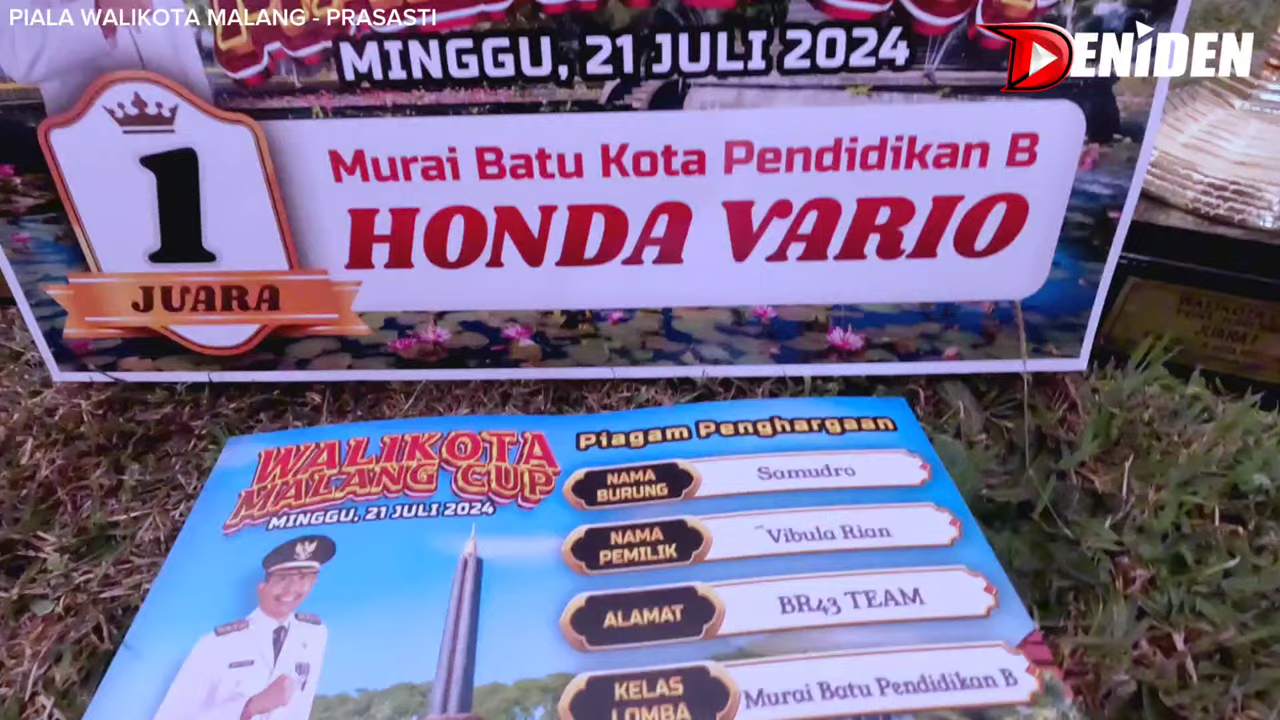 PIALA WALIKOTA MALANG - PRASASTI
DENIDEN
MINGGU, 21 JULI 2024
1
JUARA
Murai Batu Kota Pendidikan B
HONDA VARIO
WALIKOTA
MALANG CUP
MINGGU, 21 JULI 2024
Piagam Penghargaan
NAMA
BURUNG
Samudro
NAMA
PEMILIK
Vibula Rian
ALAMAT
BR43 TEAM
KELAS
LOMBA
Murai Batu Pendidikan B